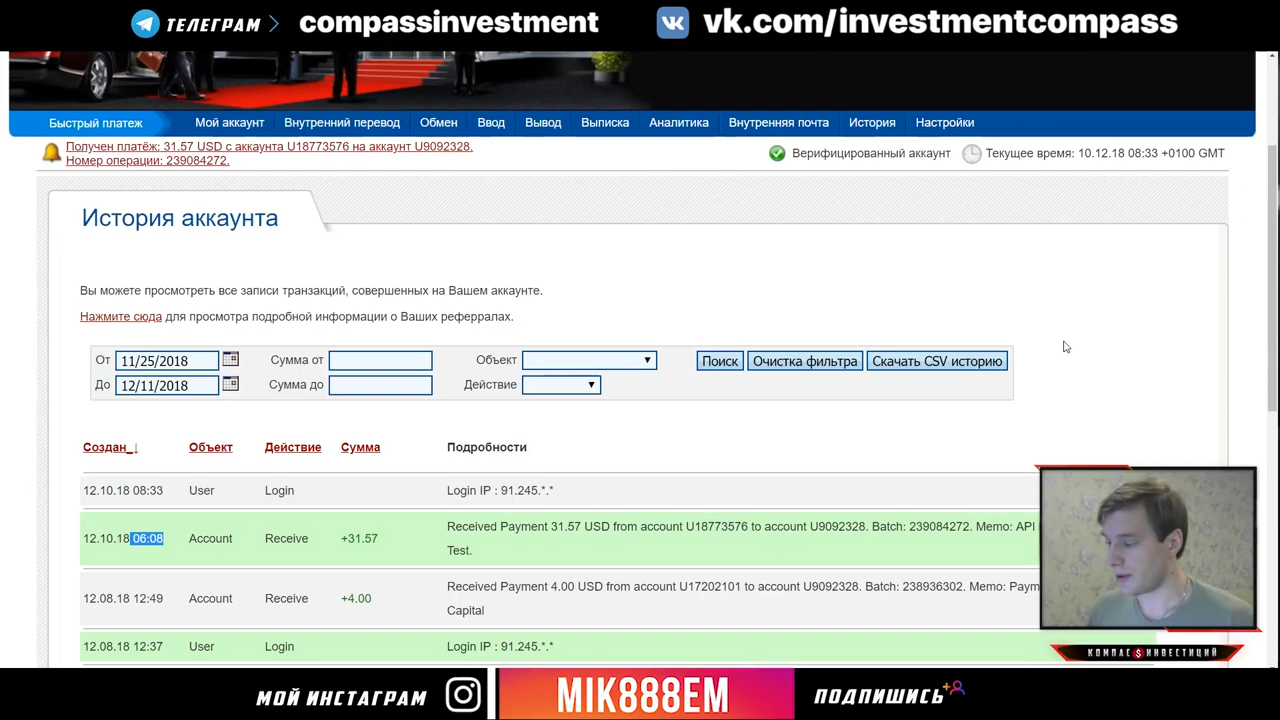 ТЕЛЕГРАМ compassinvestment vk.com/investmentcompass
Быстрый платеж Мой аккаунт Внутренний перевод Обмен Ввод Вывод Выписка Аналитика Внутренняя почта История Настройки
Получен платёж: 31.57 USD с аккаунта U18773576 на аккаунт U9092328.
Номер операции: 239084272.
Верифицированный аккаунт Текущее время: 10.12.18 08:33 +0100 GMT
История аккаунта
Вы можете просмотреть все записи транзакций, совершенных на Вашем аккаунте.
Нажмите сюда для просмотра подробной информации о Ваших реферралах.
От 11/25/2018 Сумма от Объект Поиск Очистка фильтра Скачать CSV историю
До 12/11/2018 Сумма до Действие
Создан ↓ Объект Действие Сумма Подробности
12.10.18 08:33 User Login Login IP : 91.245.*.*
12.10.18 06:08 Account Receive +31.57 Received Payment 31.57 USD from account U18773576 to account U9092328. Batch: 239084272. Memo: API
Test.
12.08.18 12:49 Account Receive +4.00 Received Payment 4.00 USD from account U17202101 to account U9092328. Batch: 238936302. Memo: Paym
Capital
12.08.18 12:37 User Login Login IP : 91.245.*.*
КОМПАС $ ИНВЕСТИЦИЙ
МОЙ ИНСТАГРАМ MIK888EM ПОДПИШИСЬ